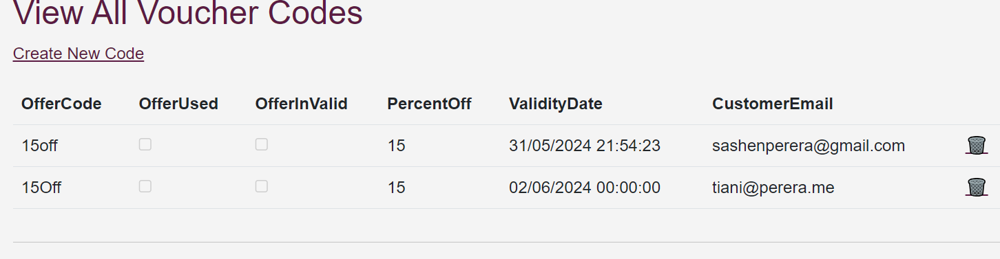 View All Voucher Codes
Create New Code
OfferCode OfferUsed OfferInValid PercentOff ValidityDate CustomerEmail
15off 15 31/05/2024 21:54:23 sashenperera@gmail.com
15Off 15 02/06/2024 00:00:00 tiani@perera.me